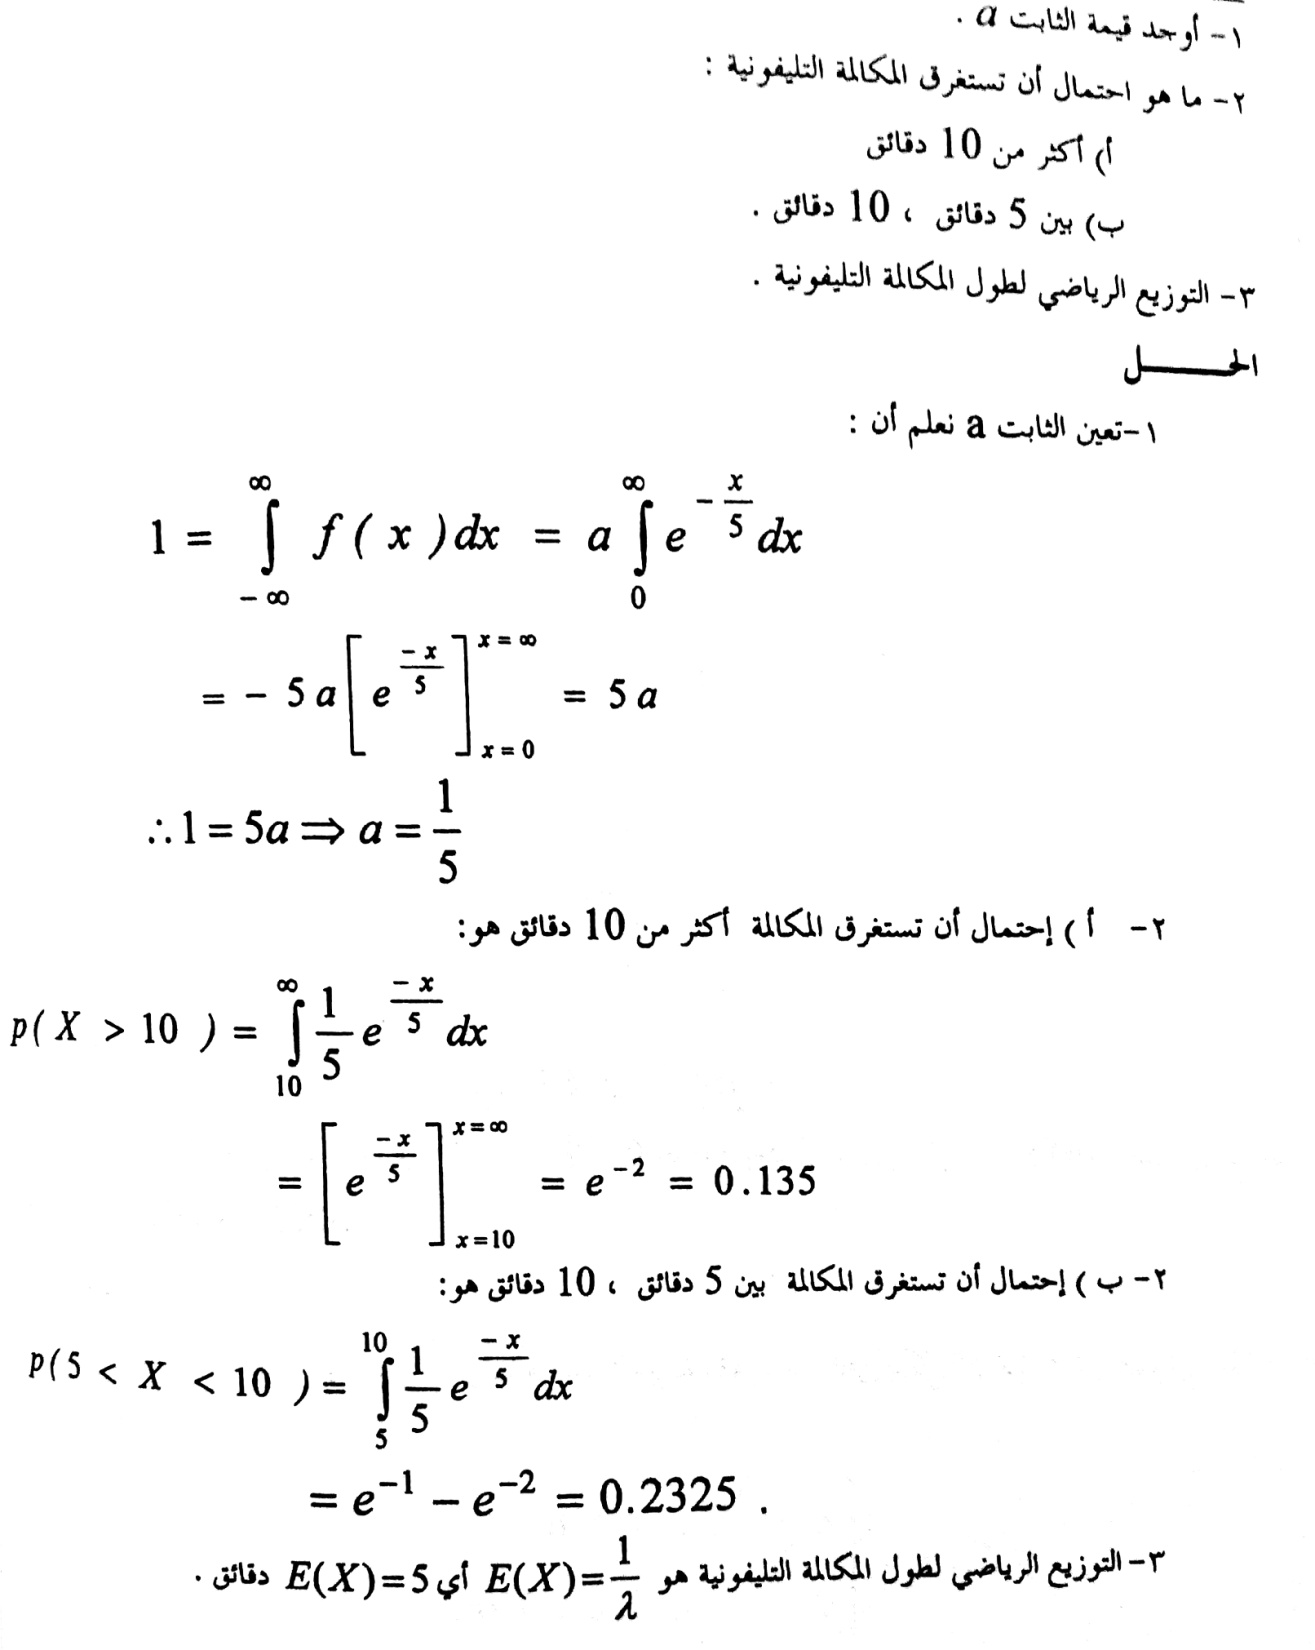 ١- أوجد قيمة الثابت a .
٢- ما هو احتمال أن تستغرق المكالمة التليفونية :
أ) أكثر من 10 دقائق
ب) بين 5 دقائق ، 10 دقائق .
٣- التوزيع الرياضي لطول المكالمة التليفونية .
الحـــــل
١-تعين الثابت a نعلم أن :
1 = ∫_{-∞}^{∞} f ( x ) dx = a ∫_{0}^{∞} e^{-x/5} dx
= - 5 a [ e^{-x/5} ]_{x=0}^{x=∞} = 5 a
∴ 1 = 5a ⇒ a = 1/5
٢- أ ) إحتمال أن تستغرق المكالمة أكثر من 10 دقائق هو:
p( X > 10 ) = ∫_{10}^{∞} 1/5 e^{-x/5} dx
= [ e^{-x/5} ]_{x=10}^{x=∞} = e^{-2} = 0.135
٢- ب ) إحتمال أن تستغرق المكالمة بين 5 دقائق ، 10 دقائق هو:
p( 5 < X < 10 ) = ∫_{5}^{10} 1/5 e^{-x/5} dx
= e^{-1} - e^{-2} = 0.2325 .
٣- التوزيع الرياضي لطول المكالمة التليفونية هو E(X)=1/λ أي E(X)=5 دقائق .